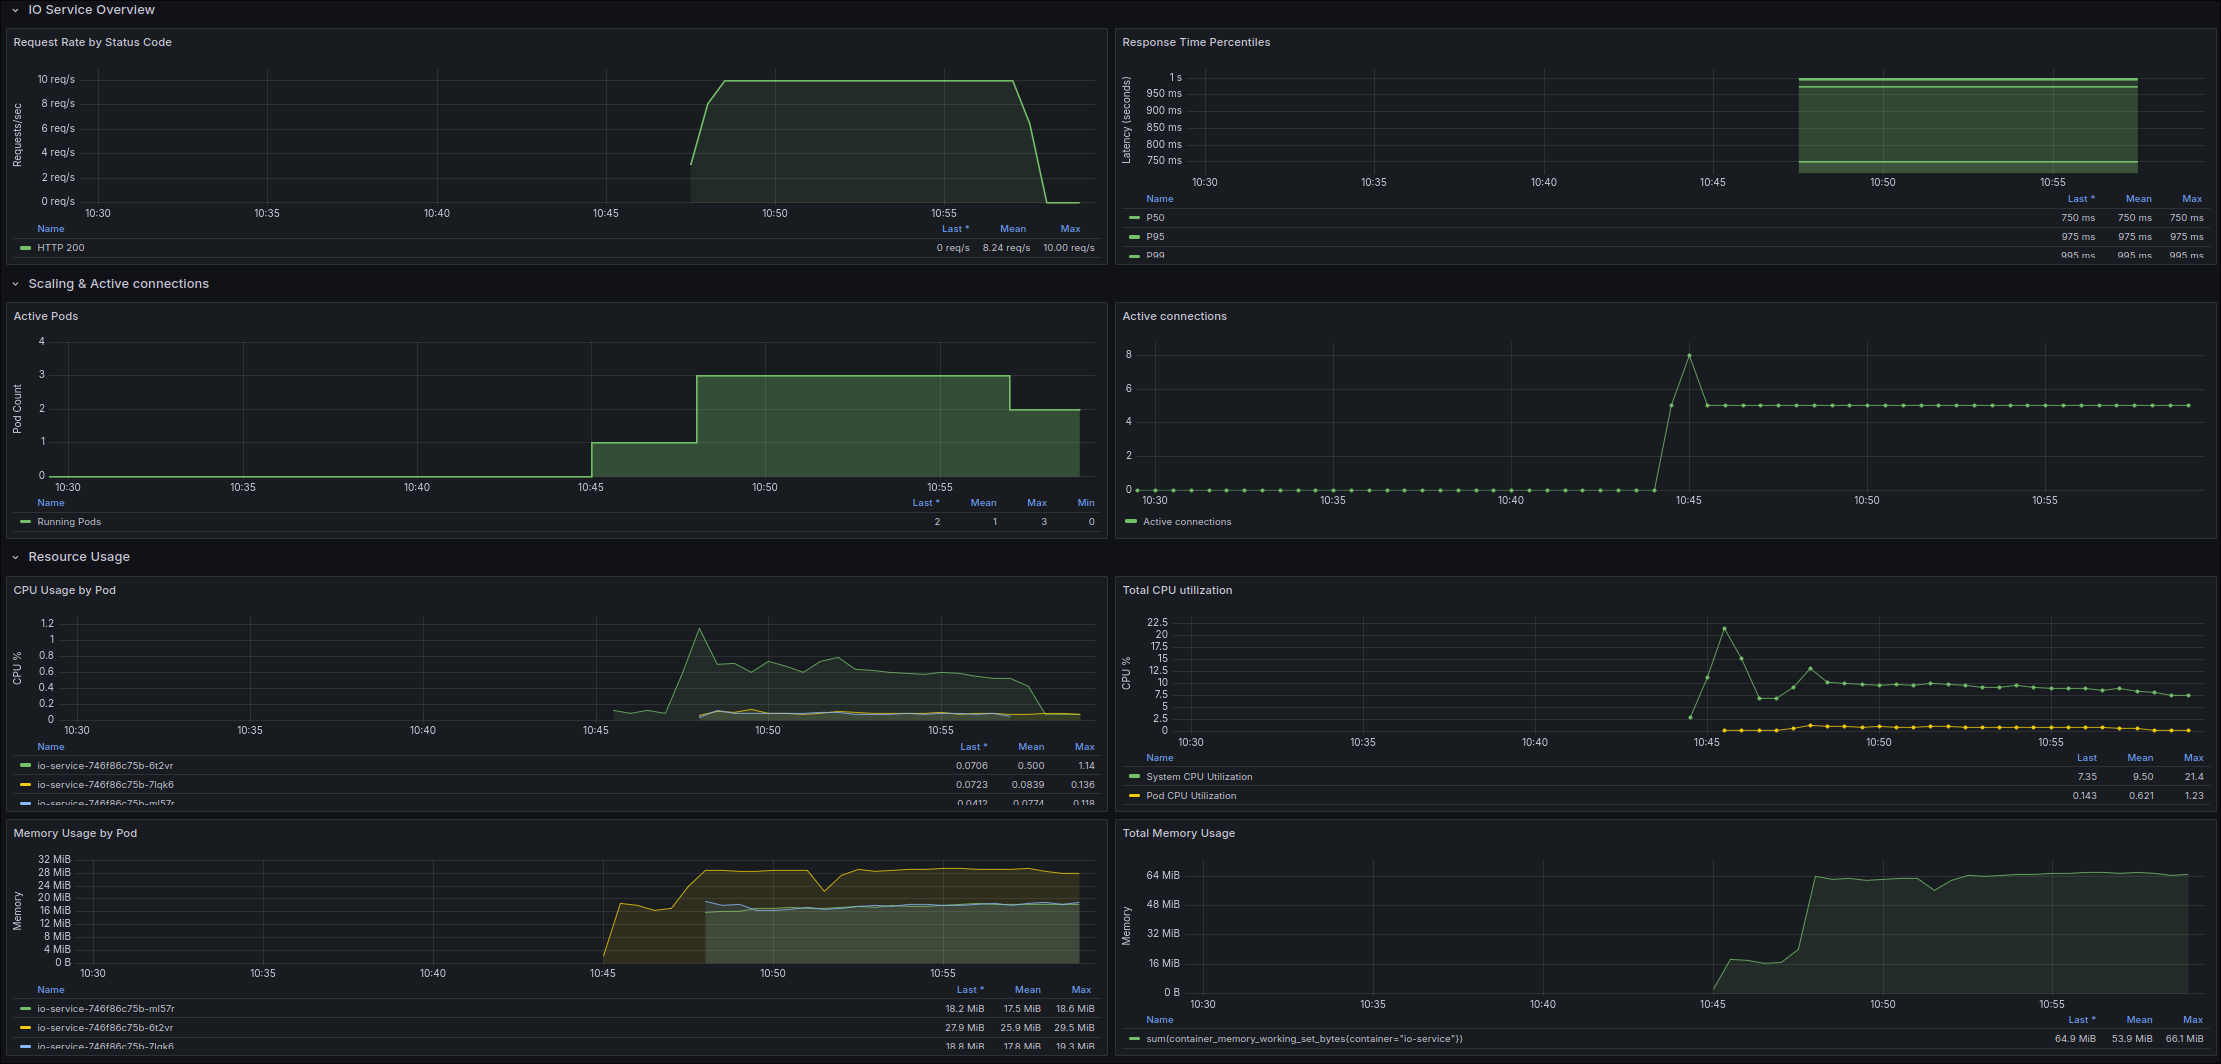 IO Service Overview
Request Rate by Status Code
Requests/sec
10 req/s
8 req/s
6 req/s
4 req/s
2 req/s
0 req/s
10:30 10:35 10:40 10:45 10:50 10:55
Name Last * Mean Max
HTTP 200 0 req/s 8.24 req/s 10.00 req/s
Response Time Percentiles
Latency (seconds)
1 s
950 ms
900 ms
850 ms
800 ms
750 ms
10:30 10:35 10:40 10:45 10:50 10:55
Name Last * Mean Max
P50 750 ms 750 ms 750 ms
P95 975 ms 975 ms 975 ms
P99 995 ms 995 ms 995 ms
Scaling & Active connections
Active Pods
Pod Count
4
3
2
1
0
10:30 10:35 10:40 10:45 10:50 10:55
Name Last * Mean Max Min
Running Pods 2 1 3 0
Active connections
8
6
4
2
0
10:30 10:35 10:40 10:45 10:50 10:55
Active connections
Resource Usage
CPU Usage by Pod
CPU %
1.2
1
0.8
0.6
0.4
0.2
0
10:30 10:35 10:40 10:45 10:50 10:55
Name Last * Mean Max
io-service-746f86c75b-6t2vr 0.0706 0.500 1.14
io-service-746f86c75b-7lqk6 0.0723 0.0839 0.136
io-service-746f86c75b-ml57r 0.0412 0.0774 0.118
Total CPU utilization
CPU %
22.5
20
17.5
15
12.5
10
7.5
5
2.5
0
10:30 10:35 10:40 10:45 10:50 10:55
Name Last Mean Max
System CPU Utilization 7.35 9.50 21.4
Pod CPU Utilization 0.143 0.621 1.23
Memory Usage by Pod
Memory
32 MiB
28 MiB
24 MiB
20 MiB
16 MiB
12 MiB
8 MiB
4 MiB
0 B
10:30 10:35 10:40 10:45 10:50 10:55
Name Last * Mean Max
io-service-746f86c75b-ml57r 18.2 MiB 17.5 MiB 18.6 MiB
io-service-746f86c75b-6t2vr 27.9 MiB 25.9 MiB 29.5 MiB
io-service-746f86c75b-7lqk6 18.8 MiB 17.8 MiB 19.3 MiB
Total Memory Usage
Memory
64 MiB
48 MiB
32 MiB
16 MiB
0 B
10:30 10:35 10:40 10:45 10:50 10:55
Name Last * Mean Max
sum(container_memory_working_set_bytes{container="io-service"}) 64.9 MiB 53.9 MiB 66.1 MiB